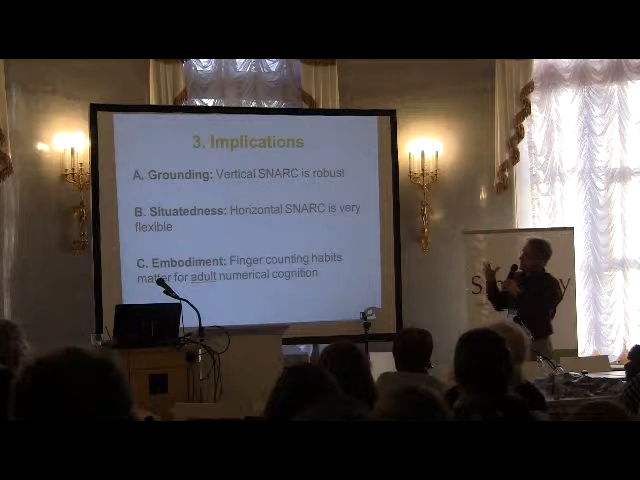 3. Implications
A. Grounding: Vertical SNARC is robust
B. Situatedness: Horizontal SNARC is very
flexible
C. Embodiment: Finger counting habits
matter for adult numerical cognition